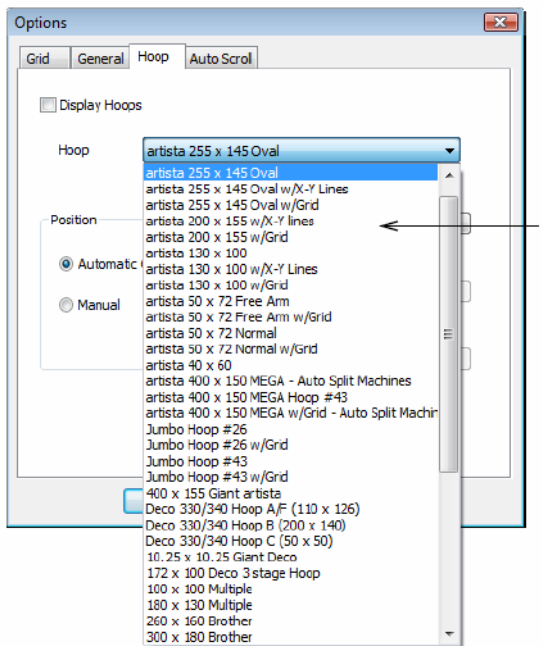 Options
Grid General Hoop Auto Scroll
Display Hoops
Hoop artista 255 x 145 Oval
artista 255 x 145 Oval
artista 255 x 145 Oval w/X-Y Lines
artista 255 x 145 Oval w/Grid
Position
artista 200 x 155 w/X-Y lines
artista 200 x 155 w/Grid
artista 130 x 100
Automatic
artista 130 x 100 w/X-Y Lines
artista 130 x 100 w/Grid
artista 50 x 72 Free Arm
Manual
artista 50 x 72 Free Arm w/Grid
artista 50 x 72 Normal
artista 50 x 72 Normal w/Grid
artista 40 x 60
artista 400 x 150 MEGA - Auto Split Machines
artista 400 x 150 MEGA Hoop #43
artista 400 x 150 MEGA w/Grid - Auto Split Machin
Jumbo Hoop #26
Jumbo Hoop #26 w/Grid
Jumbo Hoop #43
Jumbo Hoop #43 w/Grid
400 x 155 Giant artista
Deco 330/340 Hoop A/F (110 x 126)
Deco 330/340 Hoop B (200 x 140)
Deco 330/340 Hoop C (50 x 50)
10.25 x 10.25 Giant Deco
172 x 100 Deco 3 stage Hoop
100 x 100 Multiple
180 x 130 Multiple
260 x 160 Brother
300 x 180 Brother